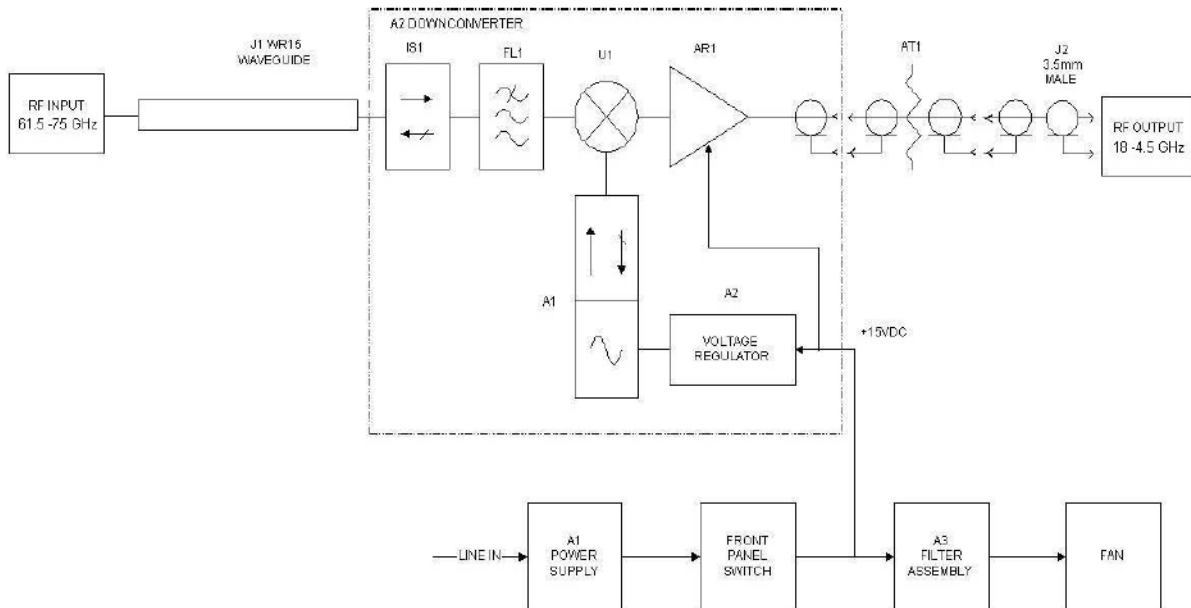 A2 DOWNCONVERTER
J1 WR15
WAVEGUIDE
IS1
FL1
U1
AR1
AT1
J2
3.5mm
MALE
RF INPUT
61.5 -75 GHz
RF OUTPUT
18 -4.5 GHz
A1
A2
VOLTAGE
REGULATOR
+15VDC
LINE IN
A1
POWER
SUPPLY
FRONT
PANEL
SWITCH
A3
FILTER
ASSEMBLY
FAN